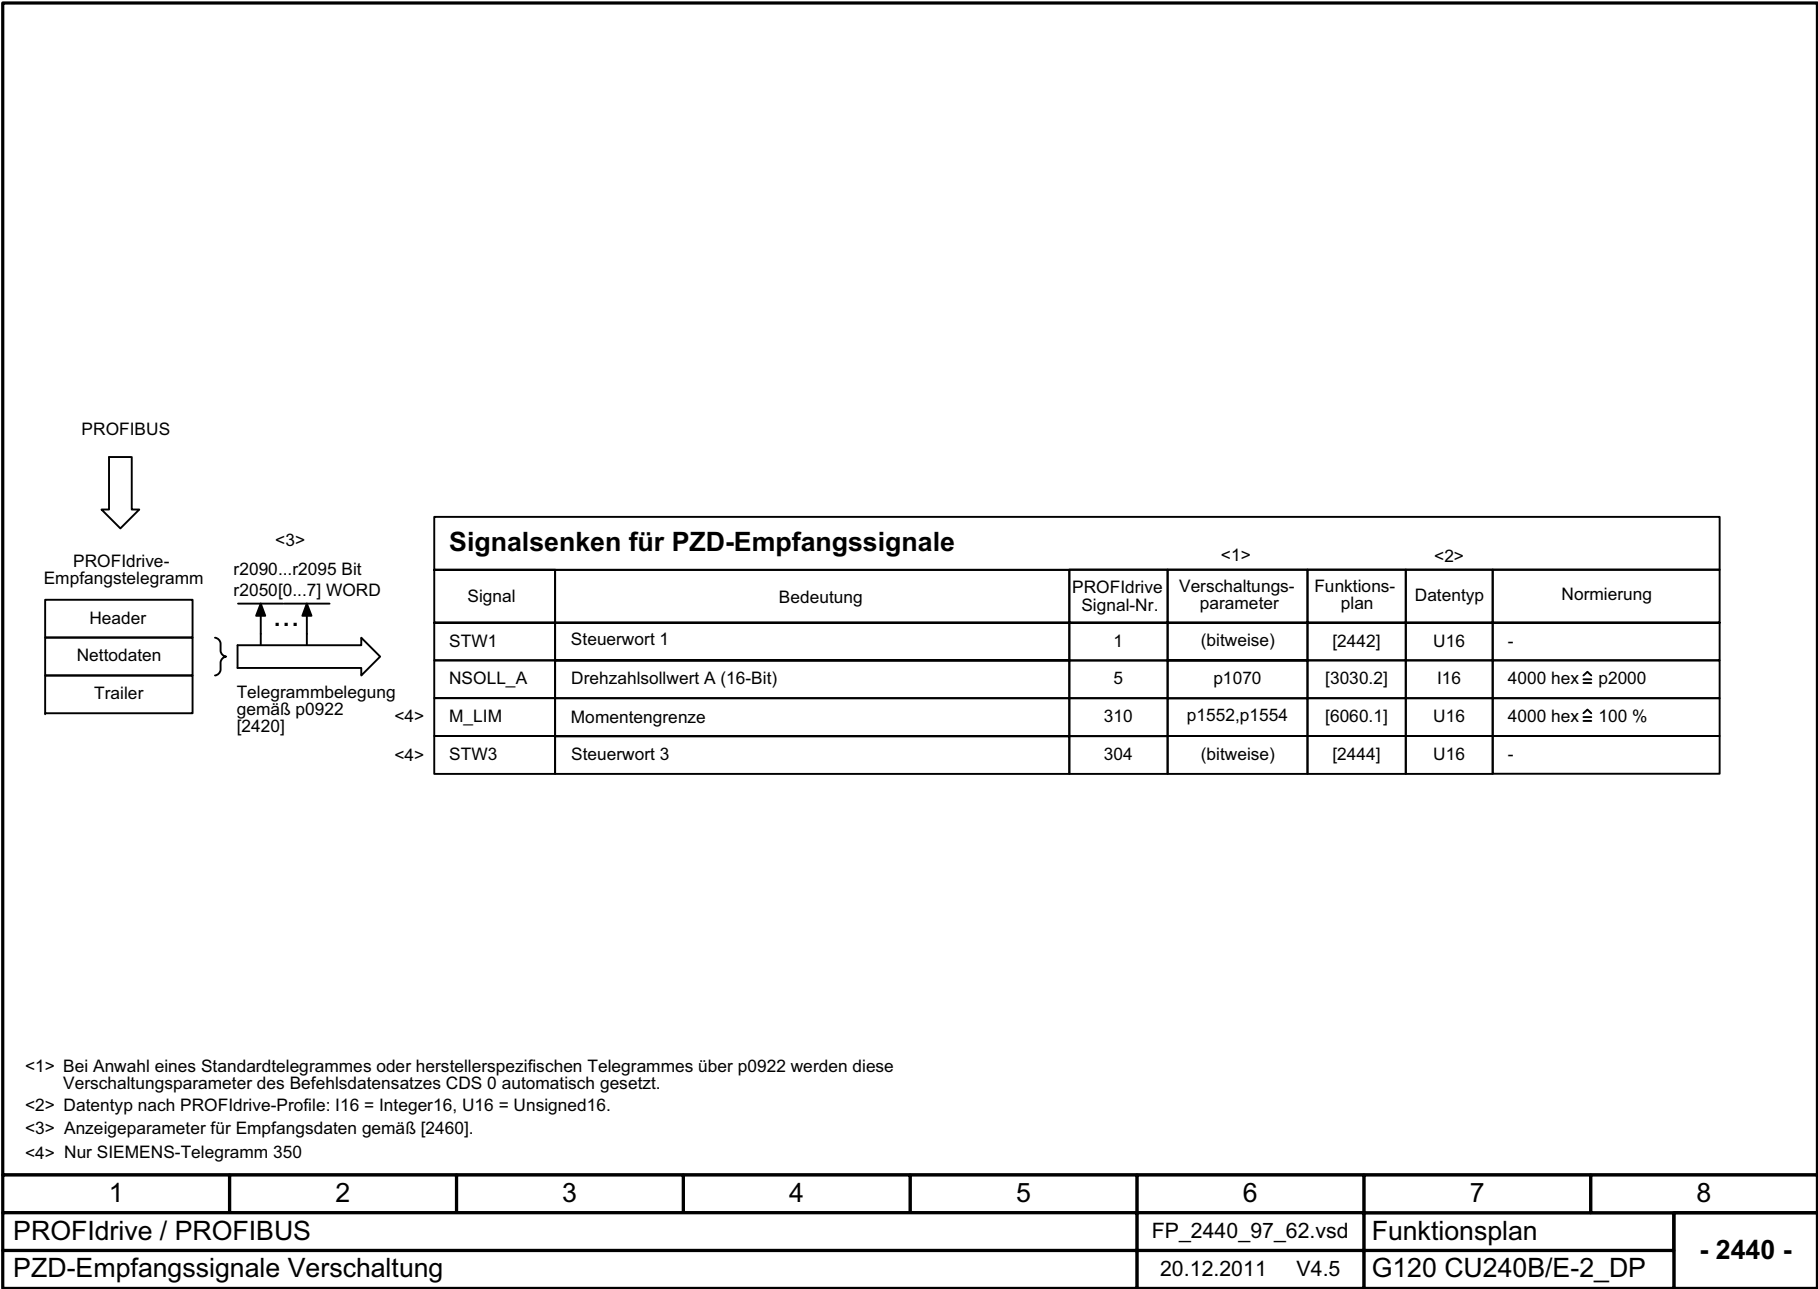 PROFIBUS
PROFIdrive-
Empfangstelegramm
Header
Nettodaten
Trailer
<3>
r2090...r2095 Bit
r2050[0...7] WORD
...
Telegrammbelegung
gemäß p0922
[2420]
Signalsenken für PZD-Empfangssignale <1> <2>
Signal Bedeutung PROFIdrive Signal-Nr. Verschaltungs-parameter Funktions-plan Datentyp Normierung
STW1 Steuerwort 1 1 (bitweise) [2442] U16 -
NSOLL_A Drehzahlsollwert A (16-Bit) 5 p1070 [3030.2] I16 4000 hex ≙ p2000
<4> M_LIM Momentengrenze 310 p1552,p1554 [6060.1] U16 4000 hex ≙ 100 %
<4> STW3 Steuerwort 3 304 (bitweise) [2444] U16 -
<1> Bei Anwahl eines Standardtelegrammes oder herstellerspezifischen Telegrammes über p0922 werden diese
Verschaltungsparameter des Befehlsdatensatzes CDS 0 automatisch gesetzt.
<2> Datentyp nach PROFIdrive-Profile: I16 = Integer16, U16 = Unsigned16.
<3> Anzeigeparameter für Empfangsdaten gemäß [2460].
<4> Nur SIEMENS-Telegramm 350
1 2 3 4 5 6 7 8
PROFIdrive / PROFIBUS FP_2440_97_62.vsd Funktionsplan
- 2440 -
PZD-Empfangssignale Verschaltung 20.12.2011 V4.5 G120 CU240B/E-2_DP